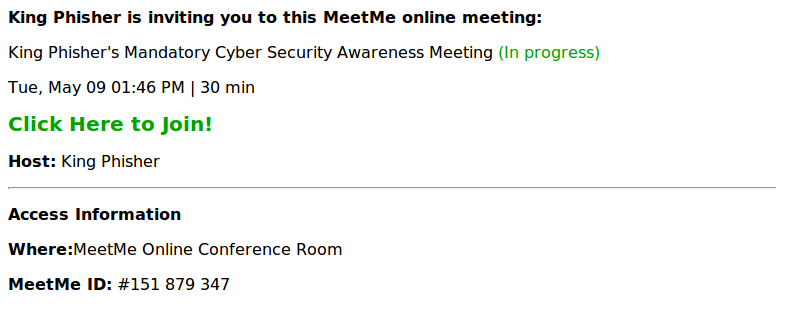 King Phisher is inviting you to this MeetMe online meeting:
King Phisher's Mandatory Cyber Security Awareness Meeting (In progress)
Tue, May 09 01:46 PM | 30 min
Click Here to Join!
Host: King Phisher
Access Information
Where:MeetMe Online Conference Room
MeetMe ID: #151 879 347